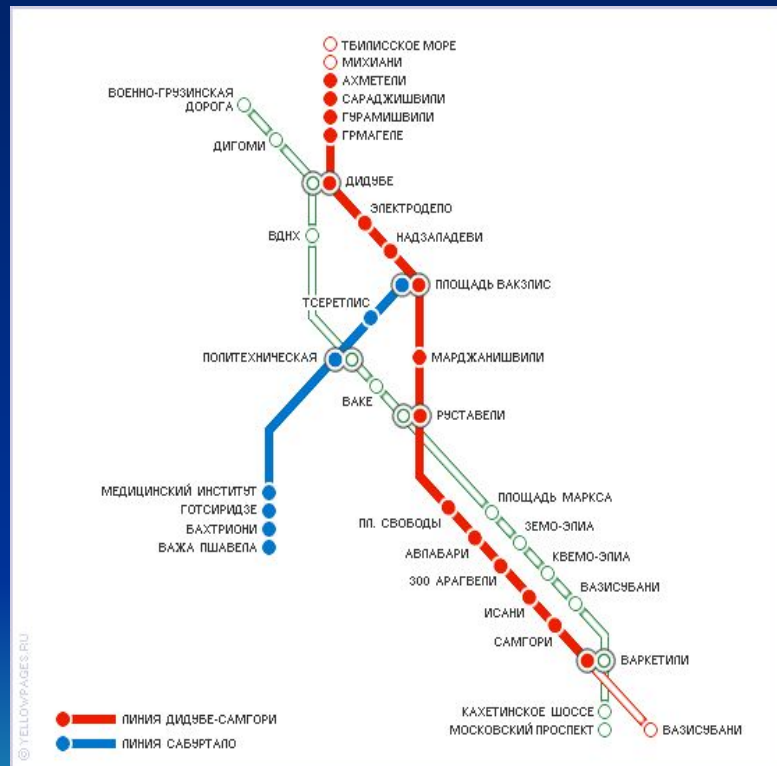 ТБИЛИССКОЕ МОРЕ
МИХИАНИ
АХМЕТЕЛИ
САРАДЖИШВИЛИ
ГУРАМИШВИЛИ
ГРМАГЕЛЕ
ВОЕННО-ГРУЗИНСКАЯ
ДОРОГА
ДИГОМИ
ДИДУБЕ
ЭЛЕКТРОДЕПО
ВДНХ
НАДЗАЛАДЕВИ
ПЛОЩАДЬ ВАКЗЛИС
ТСЕРЕТЛИС
ПОЛИТЕХНИЧЕСКАЯ
МАРДЖАНИШВИЛИ
ВАКЕ
РУСТАВЕЛИ
МЕДИЦИНСКИЙ ИНСТИТУТ
ГОТСИРИДЗЕ
БАХТРИОНИ
ВАЖА ПШАВЕЛА
ПЛОЩАДЬ МАРКСА
ПЛ. СВОБОДЫ
ЗЕМО-ЭЛИА
АВЛАБАРИ
КВЕМО-ЭЛИА
300 АРАГВЕЛИ
ВАЗИСУБАНИ
ИСАНИ
САМГОРИ
ВАРКЕТИЛИ
КАХЕТИНСКОЕ ШОССЕ
МОСКОВСКИЙ ПРОСПЕКТ
ВАЗИСУБАНИ
ЛИНИЯ ДИДУБЕ-САМГОРИ
ЛИНИЯ САБУРТАЛО
© YELLOWPAGES.RU